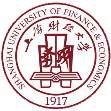 上海财经大学
SHANGHAI UNIVERSITY OF FINANCE & ECONOMICS
1917